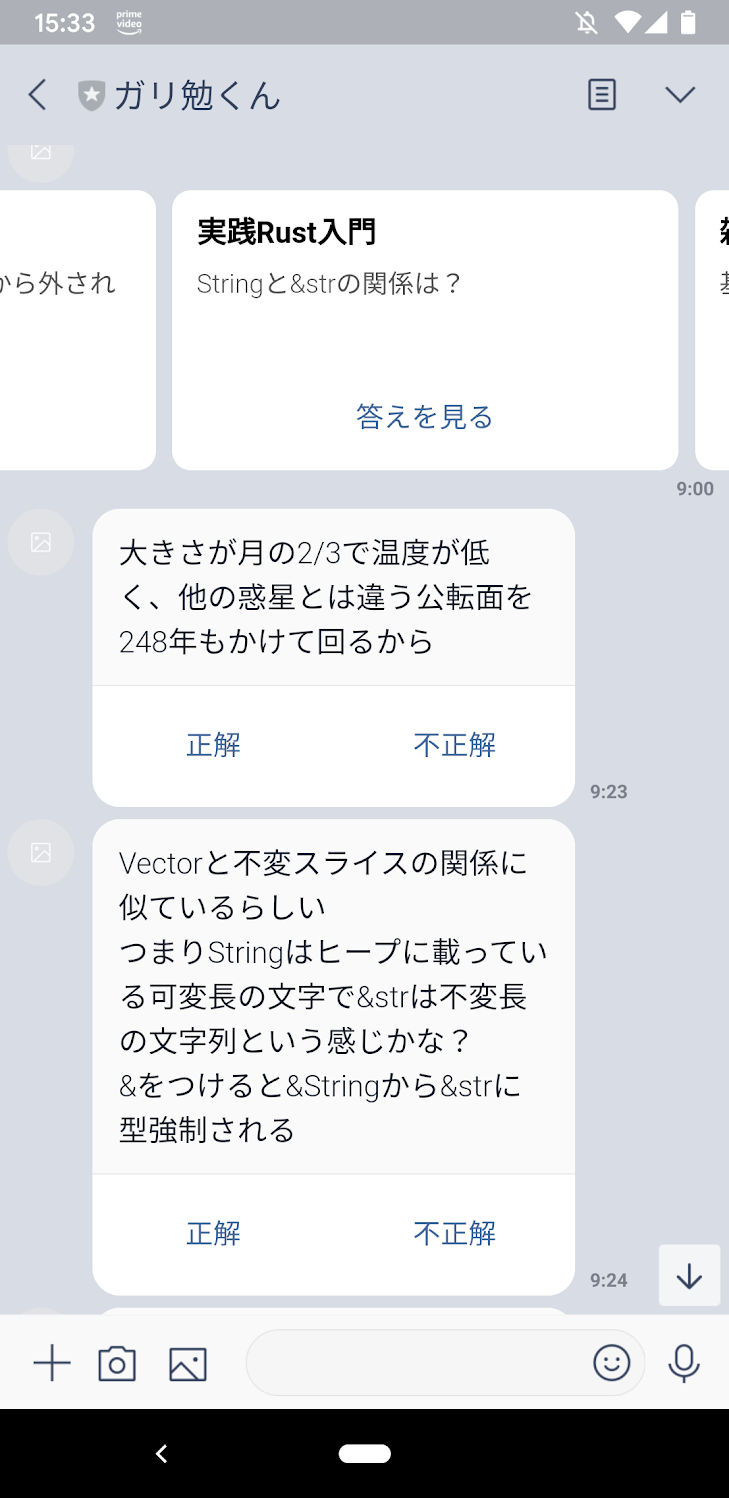 15:33
prime
video
ガリ勉くん
から外され
実践Rust入門
Stringと&strの関係は？
答えを見る
9:00
大きさが月の2/3で温度が低
く、他の惑星とは違う公転面を
248年もかけて回るから
正解 不正解
9:23
Vectorと不変スライスの関係に
似ているらしい
つまりStringはヒープに載ってい
る可変長の文字で&strは不変長
の文字列という感じかな？
&をつけると&Stringから&strに
型強制される
正解 不正解
9:24